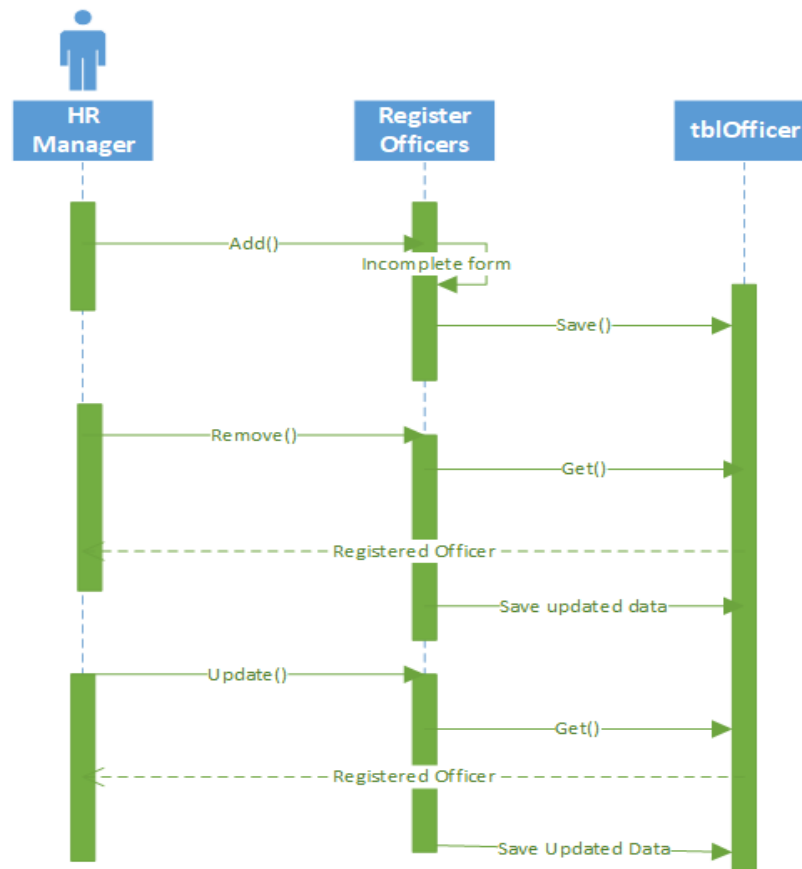 HR
Manager
Register
Officers
tblOfficer
Add()
Incomplete form
Save()
Remove()
Get()
Registered Officer
Save updated data
Update()
Get()
Registered Officer
Save Updated Data